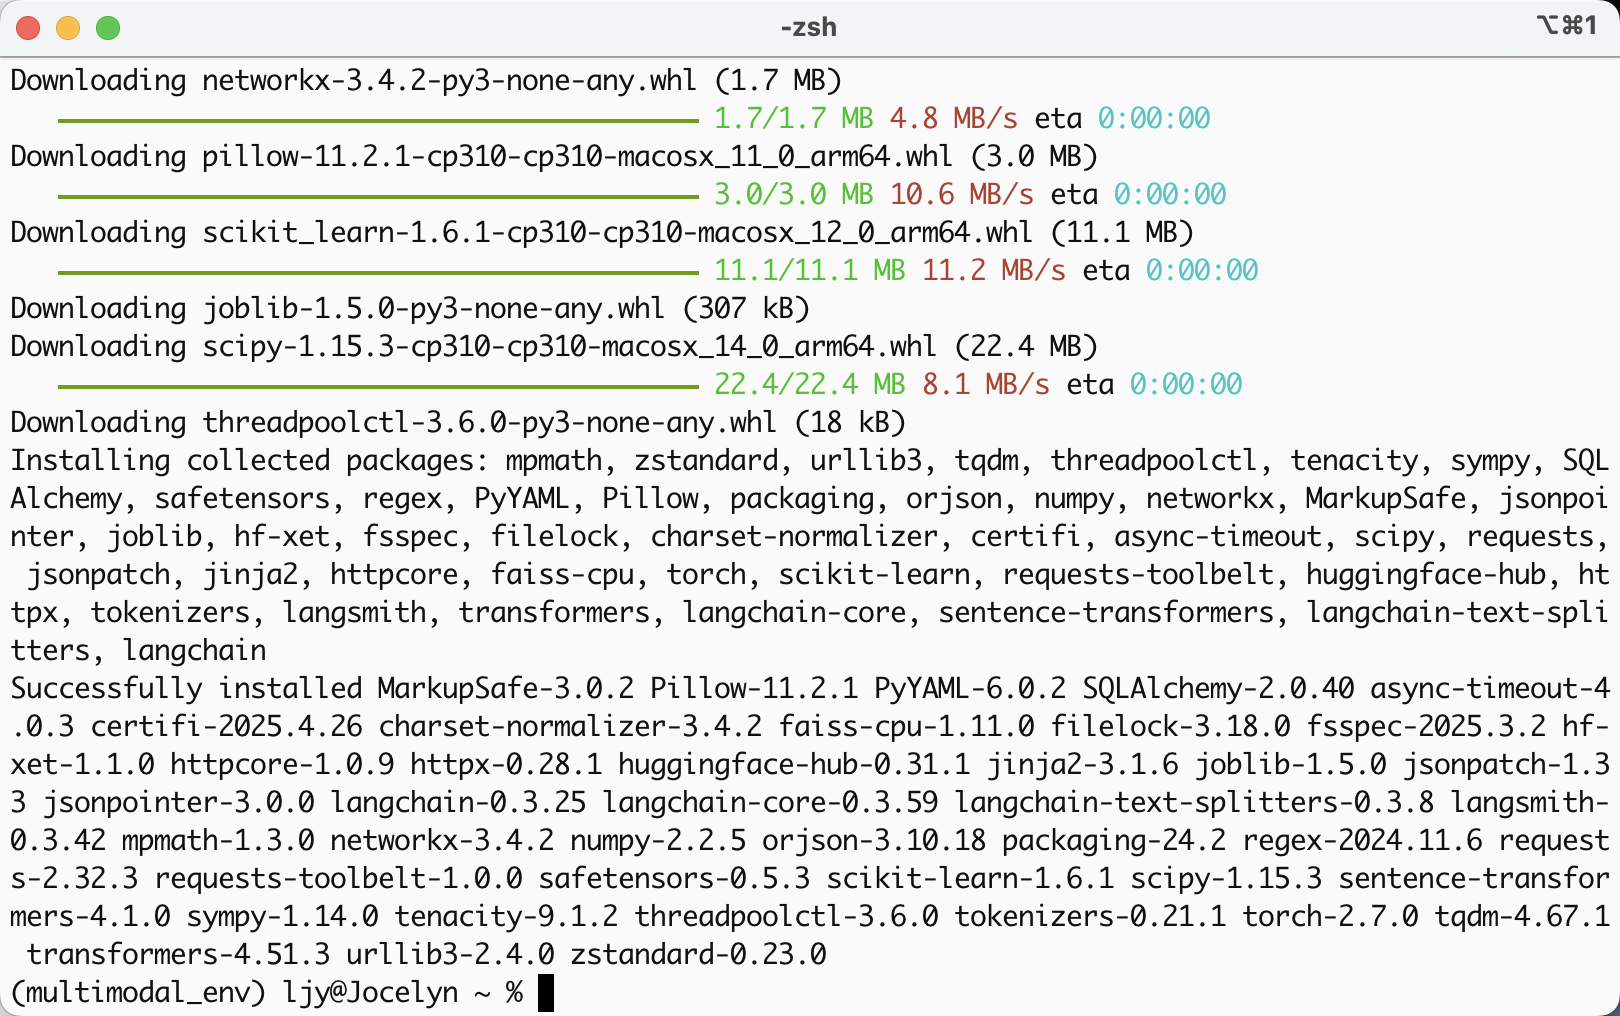 -zsh
⌥⌘1
Downloading networkx-3.4.2-py3-none-any.whl (1.7 MB)
1.7/1.7 MB 4.8 MB/s eta 0:00:00
Downloading pillow-11.2.1-cp310-cp310-macosx_11_0_arm64.whl (3.0 MB)
3.0/3.0 MB 10.6 MB/s eta 0:00:00
Downloading scikit_learn-1.6.1-cp310-cp310-macosx_12_0_arm64.whl (11.1 MB)
11.1/11.1 MB 11.2 MB/s eta 0:00:00
Downloading joblib-1.5.0-py3-none-any.whl (307 kB)
Downloading scipy-1.15.3-cp310-cp310-macosx_14_0_arm64.whl (22.4 MB)
22.4/22.4 MB 8.1 MB/s eta 0:00:00
Downloading threadpoolctl-3.6.0-py3-none-any.whl (18 kB)
Installing collected packages: mpmath, zstandard, urllib3, tqdm, threadpoolctl, tenacity, sympy, SQL
Alchemy, safetensors, regex, PyYAML, Pillow, packaging, orjson, numpy, networkx, MarkupSafe, jsonpoi
nter, joblib, hf-xet, fsspec, filelock, charset-normalizer, certifi, async-timeout, scipy, requests,
 jsonpatch, jinja2, httpcore, faiss-cpu, torch, scikit-learn, requests-toolbelt, huggingface-hub, ht
tpx, tokenizers, langsmith, transformers, langchain-core, sentence-transformers, langchain-text-spli
tters, langchain
Successfully installed MarkupSafe-3.0.2 Pillow-11.2.1 PyYAML-6.0.2 SQLAlchemy-2.0.40 async-timeout-4
.0.3 certifi-2025.4.26 charset-normalizer-3.4.2 faiss-cpu-1.11.0 filelock-3.18.0 fsspec-2025.3.2 hf-
xet-1.1.0 httpcore-1.0.9 httpx-0.28.1 huggingface-hub-0.31.1 jinja2-3.1.6 joblib-1.5.0 jsonpatch-1.3
3 jsonpointer-3.0.0 langchain-0.3.25 langchain-core-0.3.59 langchain-text-splitters-0.3.8 langsmith-
0.3.42 mpmath-1.3.0 networkx-3.4.2 numpy-2.2.5 orjson-3.10.18 packaging-24.2 regex-2024.11.6 request
s-2.32.3 requests-toolbelt-1.0.0 safetensors-0.5.3 scikit-learn-1.6.1 scipy-1.15.3 sentence-transfor
mers-4.1.0 sympy-1.14.0 tenacity-9.1.2 threadpoolctl-3.6.0 tokenizers-0.21.1 torch-2.7.0 tqdm-4.67.1
 transformers-4.51.3 urllib3-2.4.0 zstandard-0.23.0
(multimodal_env) ljy@Jocelyn ~ %